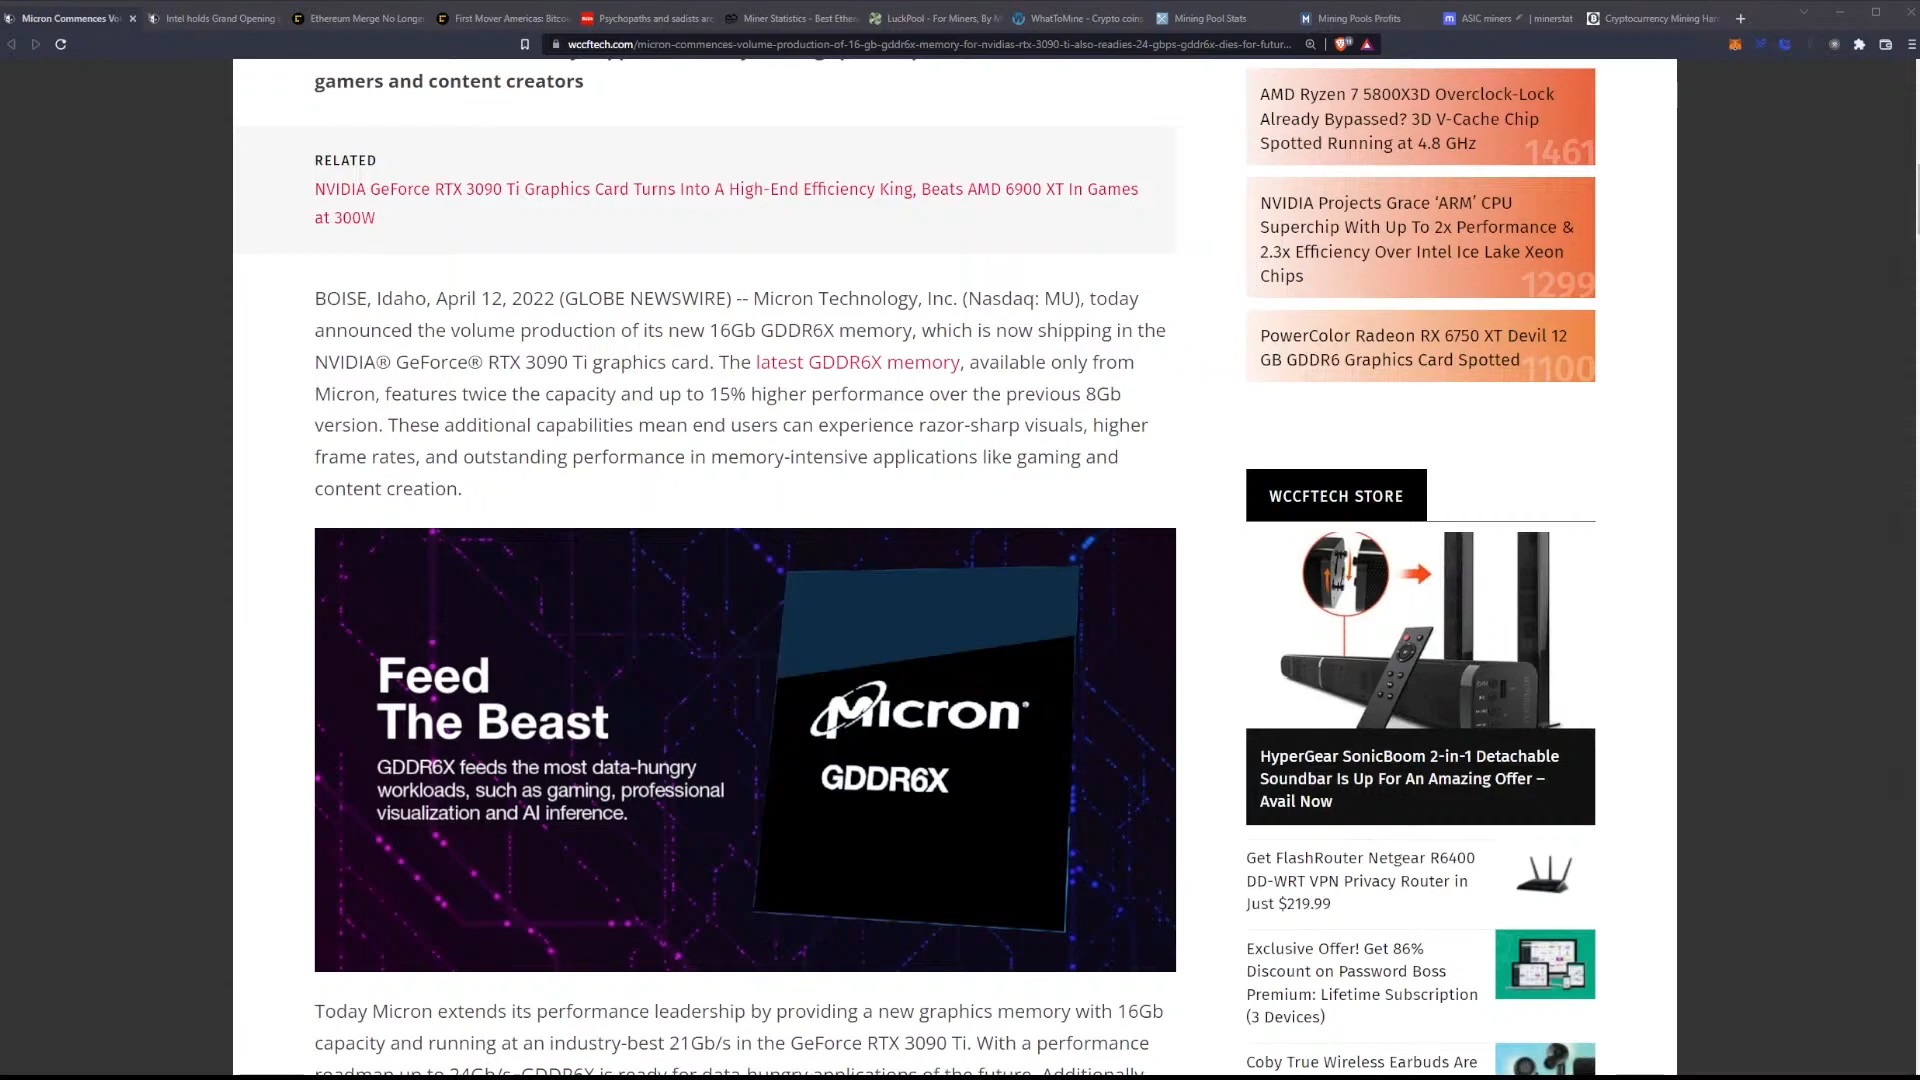 Micron Commences Vo
Intel holds Grand Opening
Ethereum Merge No Longer
First Mover Americas: Bitco
Psychopaths and sadists are
Miner Statistics - Best Ether
LuckPool - For Miners, By M
WhatToMine - Crypto coins
Mining Pool Stats
Mining Pools Profits
ASIC miners
| minerstat
Cryptocurrency Mining Har
wccftech.com/micron-commences-volume-production-of-16-gb-gddr6x-memory-for-nvidias-rtx-3090-ti-also-readies-24-gbps-gddr6x-dies-for-futur...
gamers and content creators
RELATED
NVIDIA GeForce RTX 3090 Ti Graphics Card Turns Into A High-End Efficiency King, Beats AMD 6900 XT In Games
at 300W
BOISE, Idaho, April 12, 2022 (GLOBE NEWSWIRE) -- Micron Technology, Inc. (Nasdaq: MU), today
announced the volume production of its new 16Gb GDDR6X memory, which is now shipping in the
NVIDIA® GeForce® RTX 3090 Ti graphics card. The latest GDDR6X memory, available only from
Micron, features twice the capacity and up to 15% higher performance over the previous 8Gb
version. These additional capabilities mean end users can experience razor-sharp visuals, higher
frame rates, and outstanding performance in memory-intensive applications like gaming and
content creation.
Feed
The Beast
GDDR6X feeds the most data-hungry
workloads, such as gaming, professional
visualization and AI inference.
Micron
GDDR6X
Today Micron extends its performance leadership by providing a new graphics memory with 16Gb
capacity and running at an industry-best 21Gb/s in the GeForce RTX 3090 Ti. With a performance
roadmap up to 24Gb/s, GDDR6X is ready for data-hungry applications of the future. Additionally,
AMD Ryzen 7 5800X3D Overclock-Lock
Already Bypassed? 3D V-Cache Chip
Spotted Running at 4.8 GHz
1461
NVIDIA Projects Grace ‘ARM’ CPU
Superchip With Up To 2x Performance &
2.3x Efficiency Over Intel Ice Lake Xeon
Chips
1299
PowerColor Radeon RX 6750 XT Devil 12
GB GDDR6 Graphics Card Spotted
1100
WCCFTECH STORE
HyperGear SonicBoom 2-in-1 Detachable
Soundbar Is Up For An Amazing Offer –
Avail Now
Get FlashRouter Netgear R6400
DD-WRT VPN Privacy Router in
Just $219.99
Exclusive Offer! Get 86%
Discount on Password Boss
Premium: Lifetime Subscription
(3 Devices)
Coby True Wireless Earbuds Are